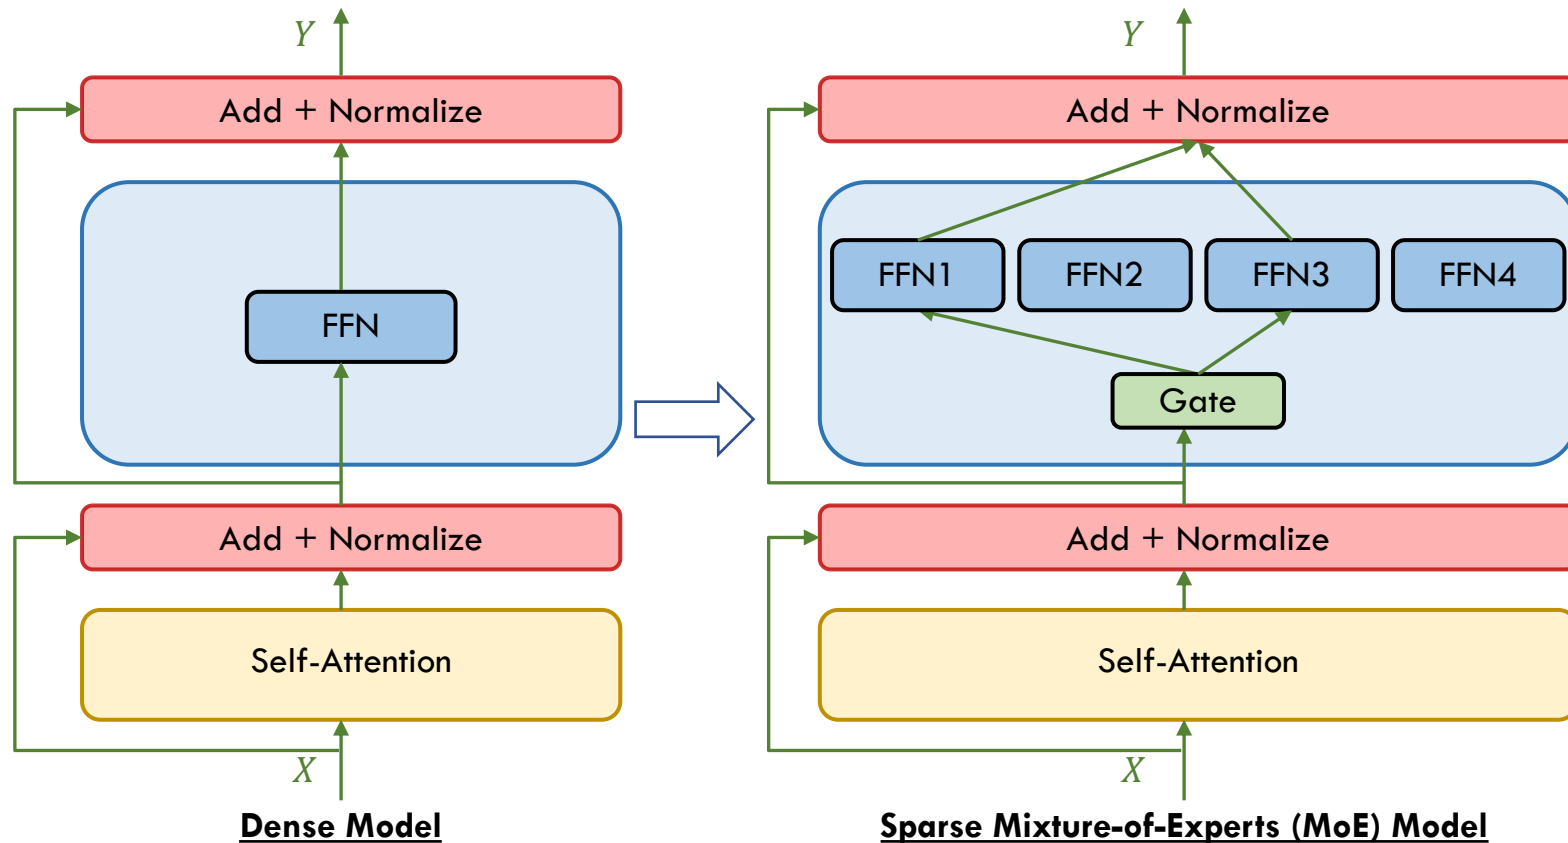 Y
Add + Normalize
FFN
Add + Normalize
Self-Attention
X
Dense Model
Y
Add + Normalize
FFN1
FFN2
FFN3
FFN4
Gate
Add + Normalize
Self-Attention
X
Sparse Mixture-of-Experts (MoE) Model